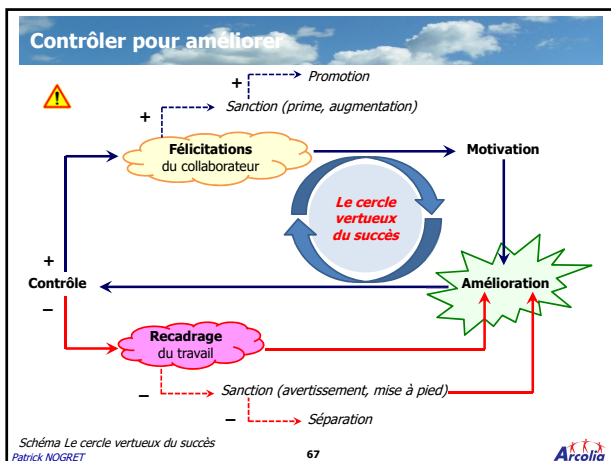 Contrôler pour améliorer
+
Promotion
!
+
Sanction (prime, augmentation)
Félicitations
du collaborateur
Motivation
Le cercle
vertueux
du succès
+
Contrôle
–
Amélioration
Recadrage
du travail
–
Sanction (avertissement, mise à pied)
–
Séparation
Schéma Le cercle vertueux du succès
Patrick NOGRET
67
Arcolia